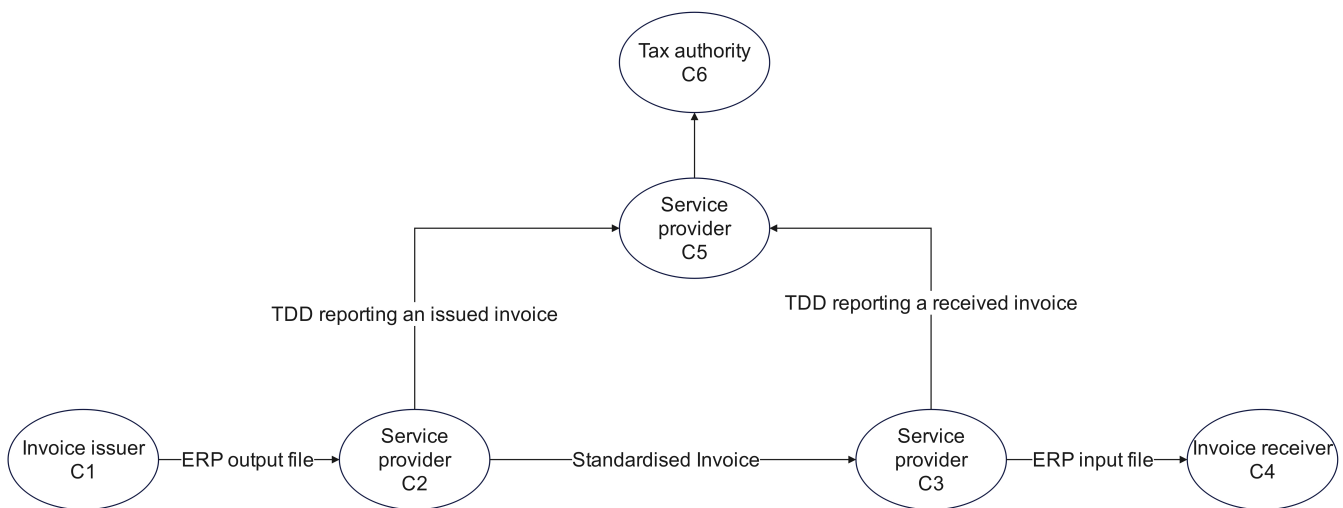 Tax authority
C6
Service
provider
C5
TDD reporting an issued invoice
TDD reporting a received invoice
Invoice issuer
C1
ERP output file
Service
provider
C2
Standardised Invoice
Service
provider
C3
ERP input file
Invoice receiver
C4